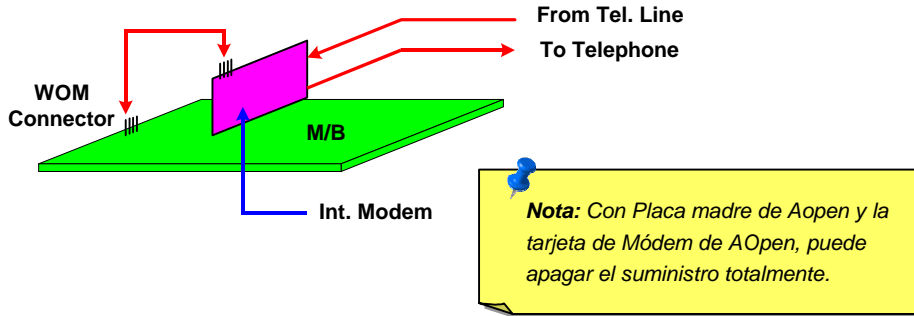 From Tel. Line
To Telephone
WOM
Connector
M/B
Int. Modem
Nota: Con Placa madre de Aopen y la
tarjeta de Módem de AOpen, puede
apagar el suministro totalmente.